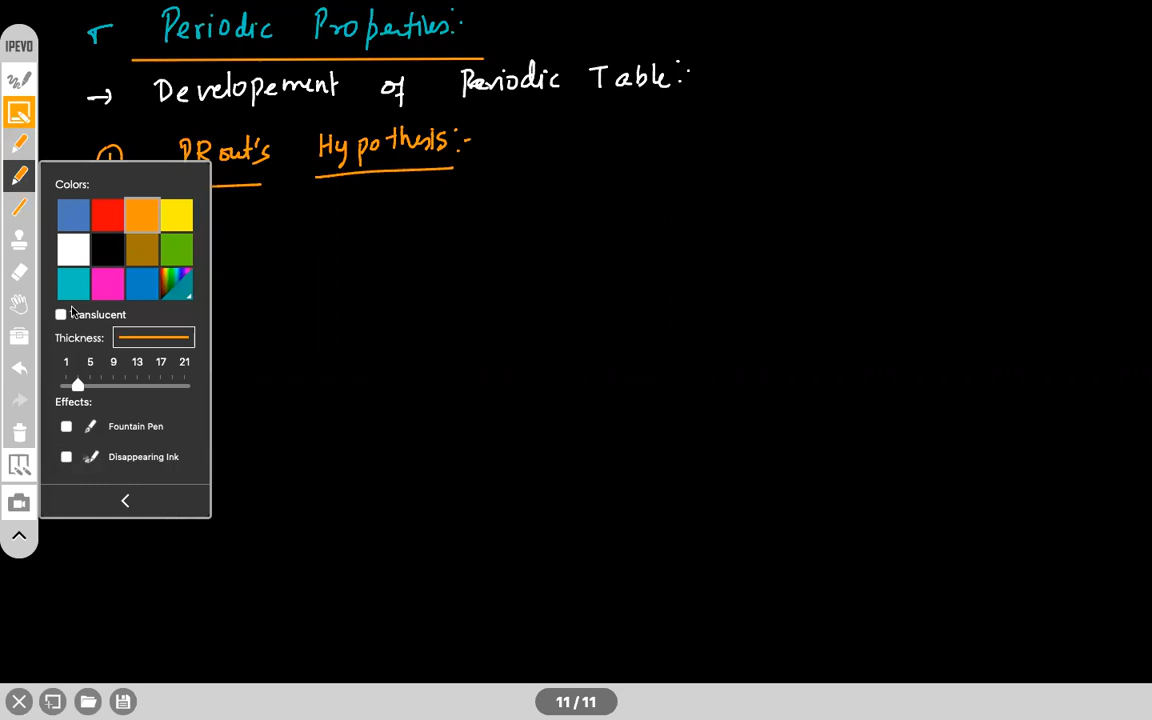 Periodic Properties:
IPEVO
→ Developement of Periodic Table:-
① PRout's Hypothesis:-
Colors:
Translucent
Thickness:
1 5 9 13 17 21
Effects:
Fountain Pen
Disappearing Ink
11 / 11